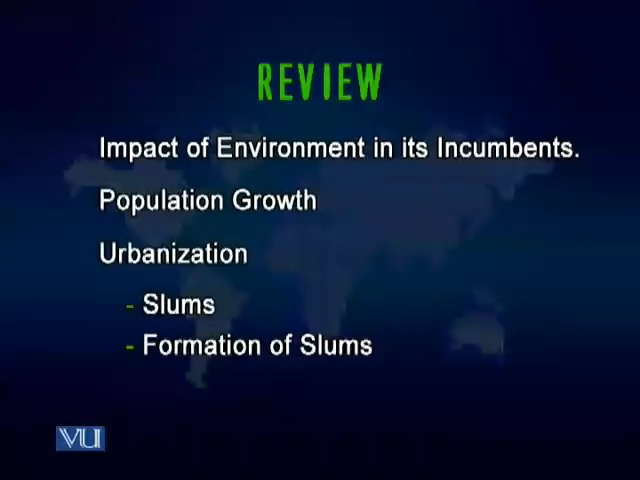 REVIEW
Impact of Environment in its Incumbents.
Population Growth
Urbanization
- Slums
- Formation of Slums
VU